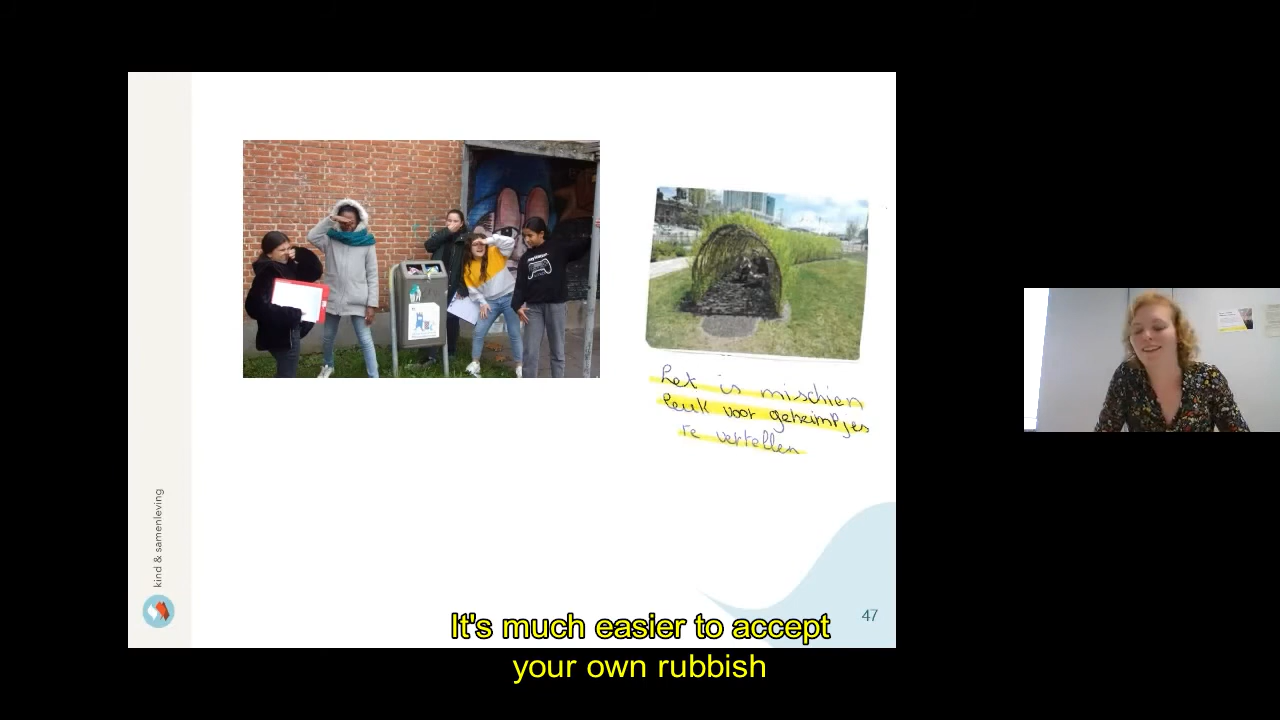 het is mischien
leuk voor geheimpjes
te vertellen
kind & samenleving
47
It's much easier to accept
your own rubbish